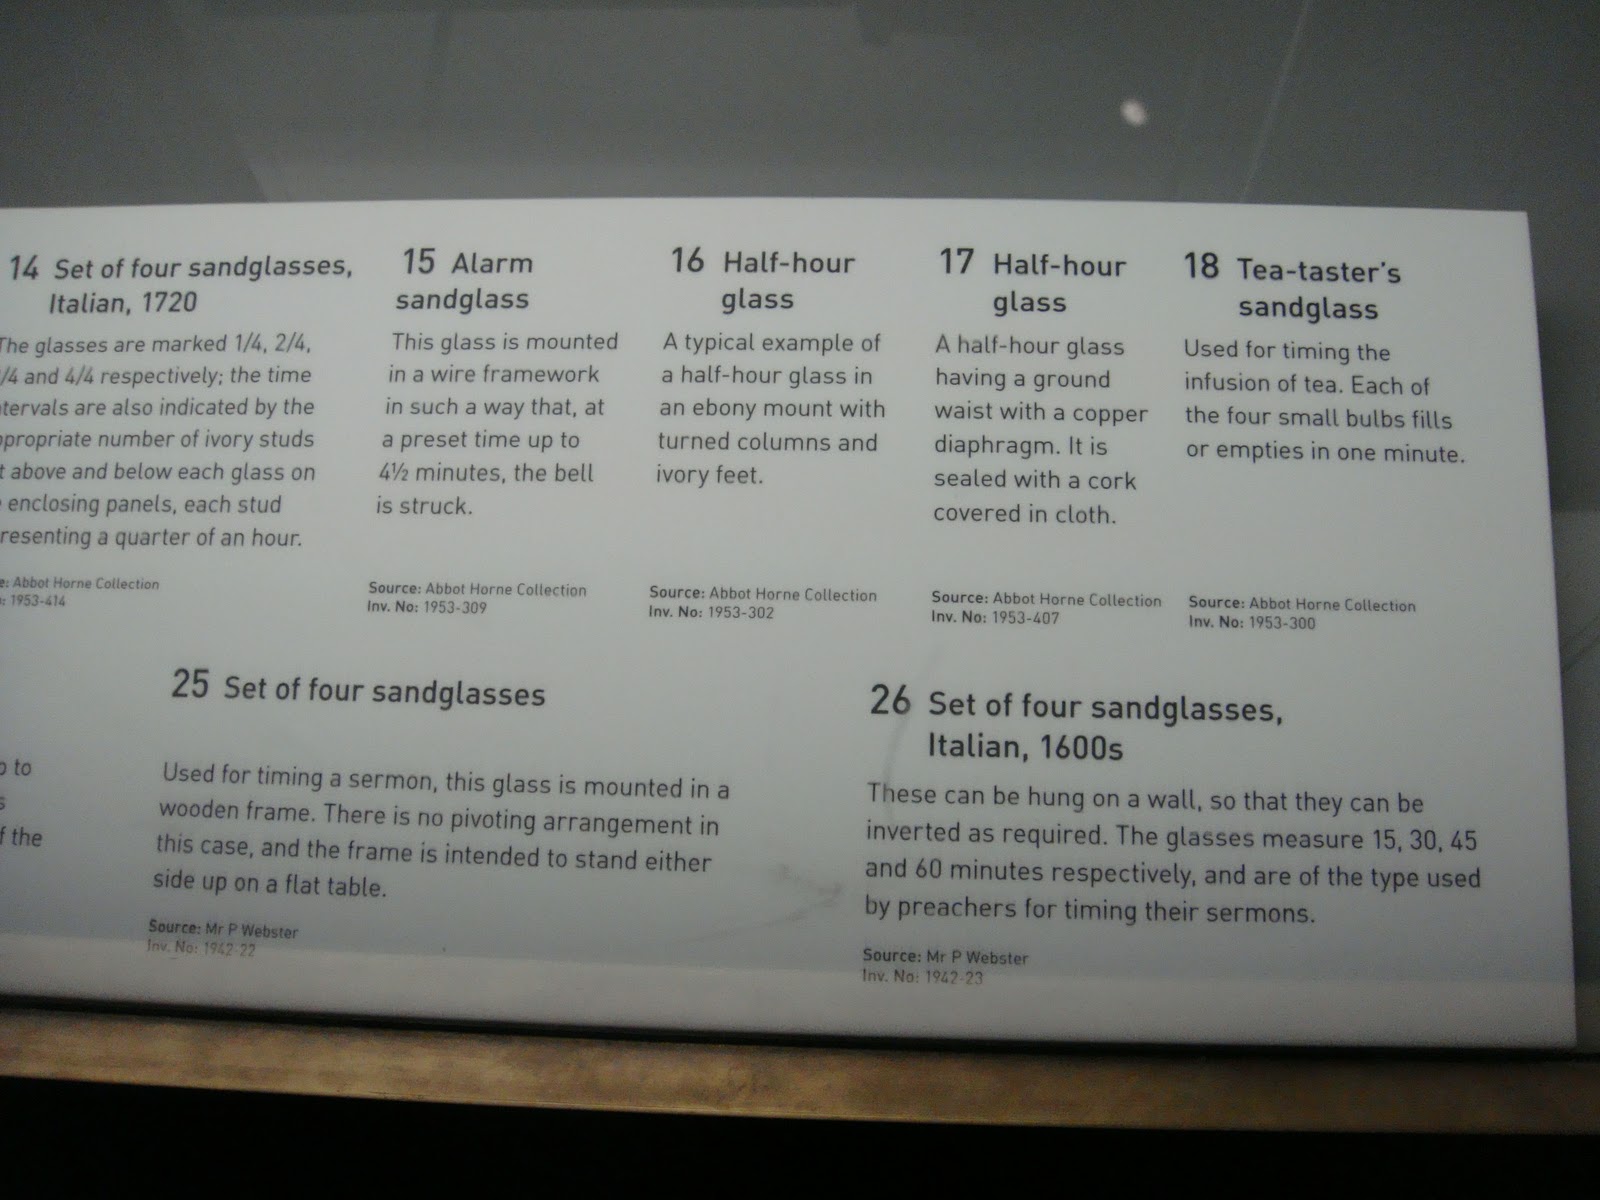 14 Set of four sandglasses,
Italian, 1720
The glasses are marked 1/4, 2/4,
/4 and 4/4 respectively; the time
tervals are also indicated by the
propriate number of ivory studs
t above and below each glass on
enclosing panels, each stud
resenting a quarter of an hour.
e: Abbot Horne Collection
o: 1953-414
15 Alarm
sandglass
This glass is mounted
in a wire framework
in such a way that, at
a preset time up to
4½ minutes, the bell
is struck.
Source: Abbot Horne Collection
Inv. No: 1953-309
16 Half-hour
glass
A typical example of
a half-hour glass in
an ebony mount with
turned columns and
ivory feet.
Source: Abbot Horne Collection
Inv. No: 1953-302
17 Half-hour
glass
A half-hour glass
having a ground
waist with a copper
diaphragm. It is
sealed with a cork
covered in cloth.
Source: Abbot Horne Collection
Inv. No: 1953-407
18 Tea-taster's
sandglass
Used for timing the
infusion of tea. Each of
the four small bulbs fills
or empties in one minute.
Source: Abbot Horne Collection
Inv. No: 1953-300
to
s
f the
25 Set of four sandglasses
Used for timing a sermon, this glass is mounted in a
wooden frame. There is no pivoting arrangement in
this case, and the frame is intended to stand either
side up on a flat table.
Source: Mr P Webster
Inv. No: 1942-22
26 Set of four sandglasses,
Italian, 1600s
These can be hung on a wall, so that they can be
inverted as required. The glasses measure 15, 30, 45
and 60 minutes respectively, and are of the type used
by preachers for timing their sermons.
Source: Mr P Webster
Inv. No: 1942-23